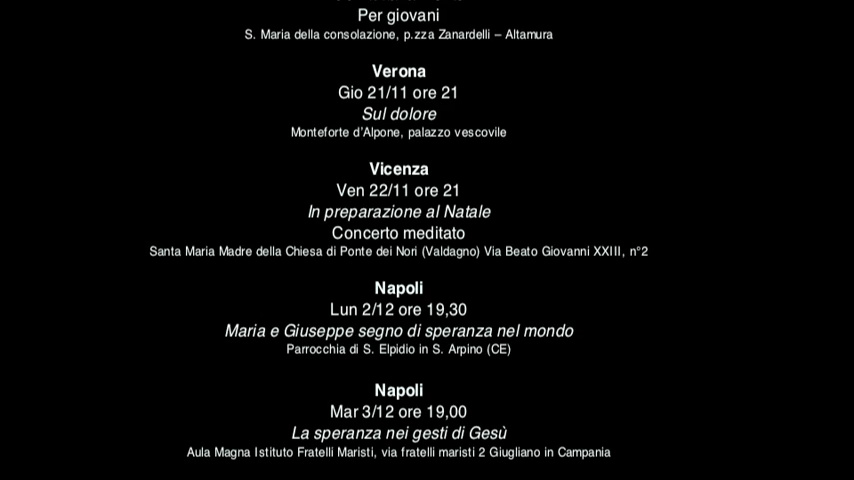 Per giovani
S. Maria della consolazione, p.zza Zanardelli – Altamura
Verona
Gio 21/11 ore 21
Sul dolore
Monteforte d'Alpone, palazzo vescovile
Vicenza
Ven 22/11 ore 21
In preparazione al Natale
Concerto meditato
Santa Maria Madre della Chiesa di Ponte dei Nori (Valdagno) Via Beato Giovanni XXIII, n°2
Napoli
Lun 2/12 ore 19,30
Maria e Giuseppe segno di speranza nel mondo
Parrocchia di S. Elpidio in S. Arpino (CE)
Napoli
Mar 3/12 ore 19,00
La speranza nei gesti di Gesù
Aula Magna Istituto Fratelli Maristi, via fratelli maristi 2 Giugliano in Campania